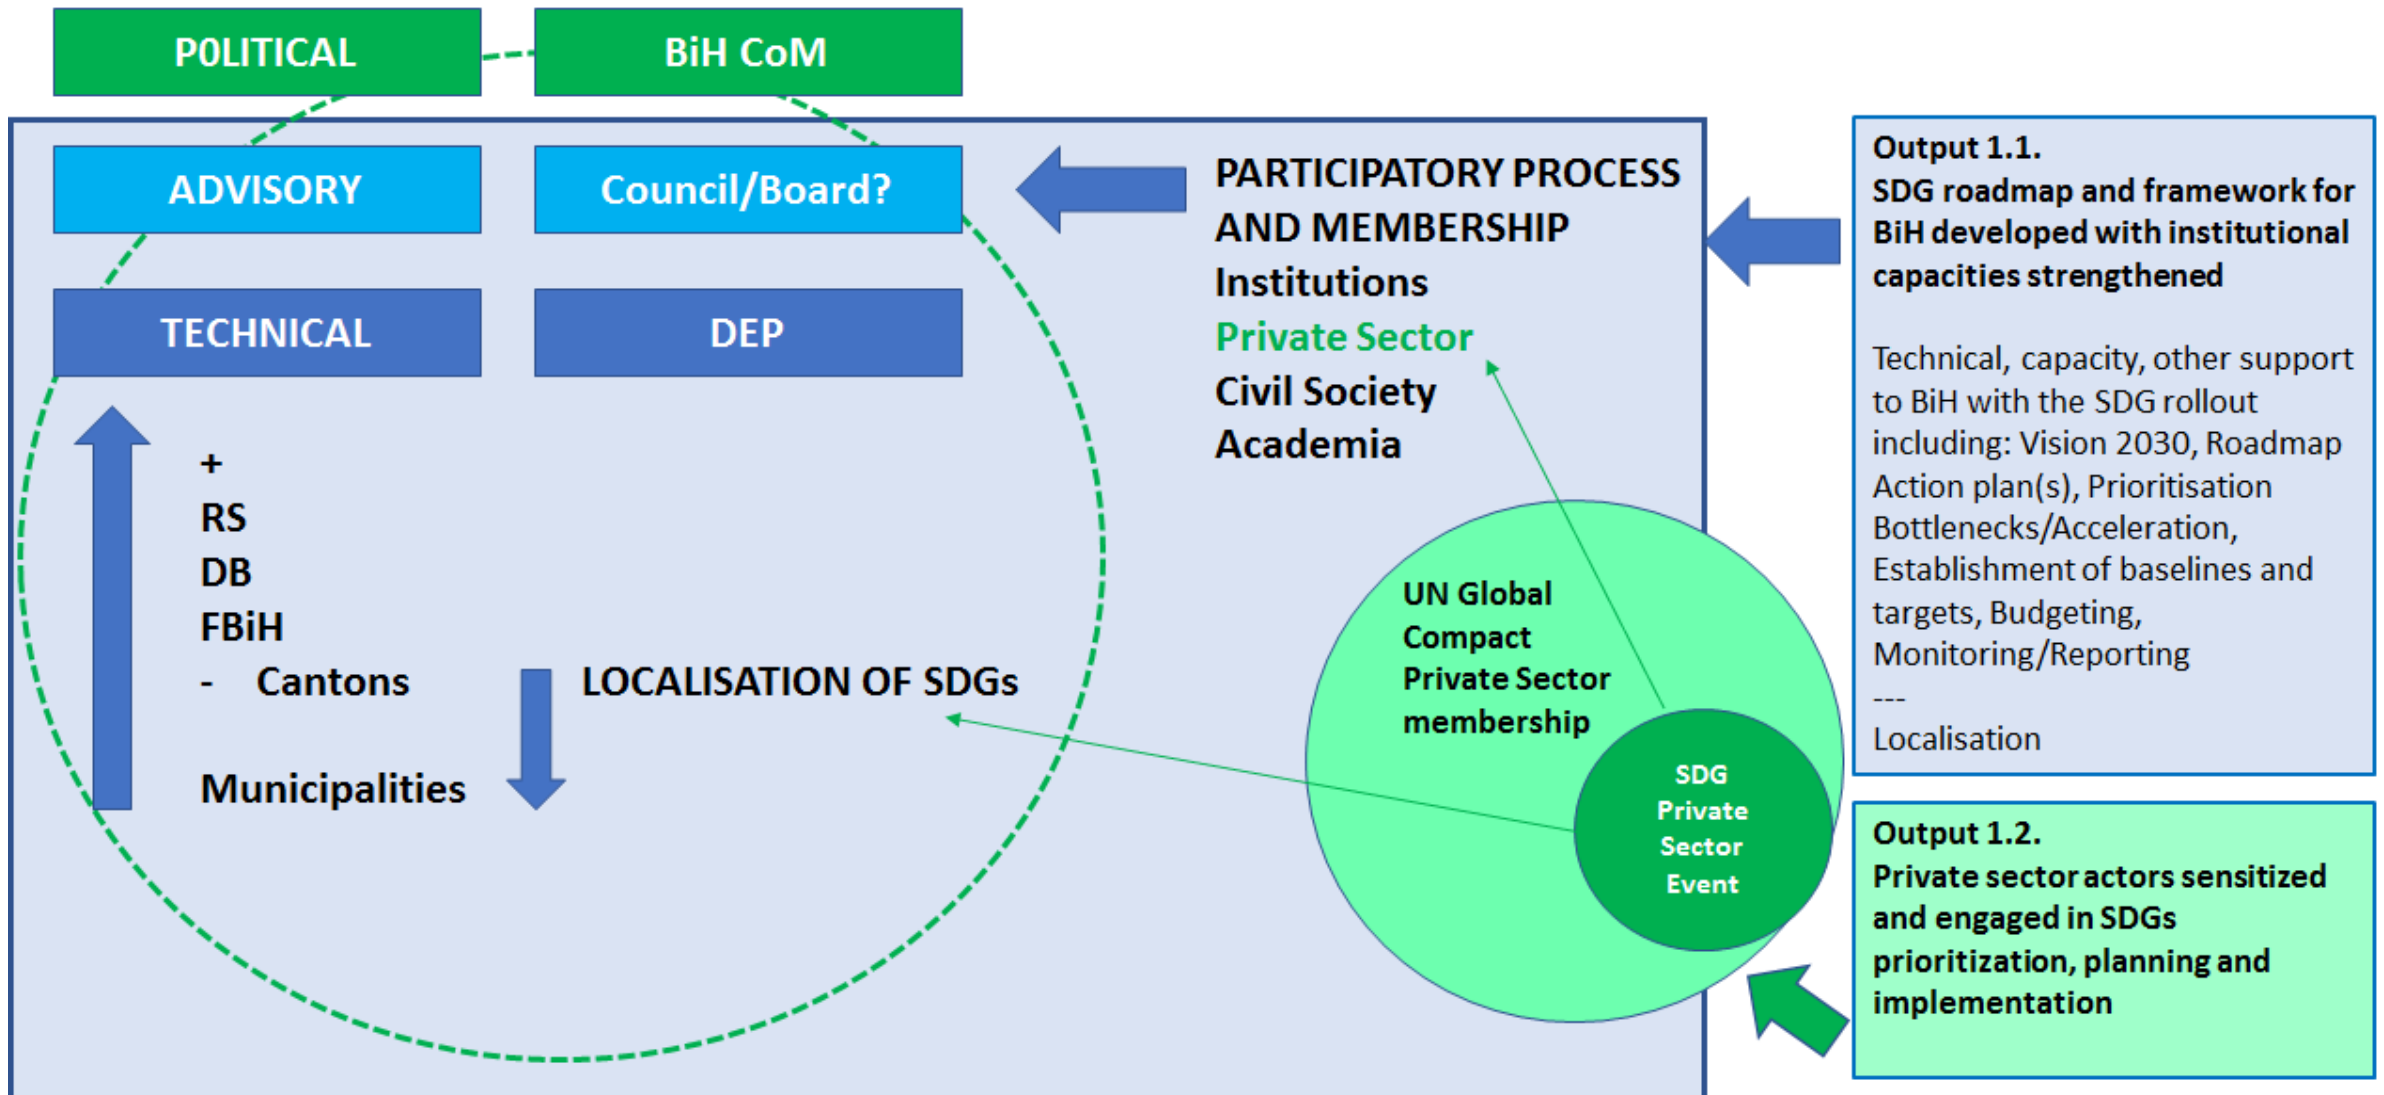 P0LITICAL
BiH CoM
ADVISORY
Council/Board?
TECHNICAL
DEP
+
RS
DB
FBiH
- Cantons
Municipalities
LOCALISATION OF SDGs
PARTICIPATORY PROCESS
AND MEMBERSHIP
Institutions
Private Sector
Civil Society
Academia
UN Global
Compact
Private Sector
membership
SDG
Private
Sector
Event
Output 1.1.
SDG roadmap and framework for
BiH developed with institutional
capacities strengthened
Technical, capacity, other support
to BiH with the SDG rollout
including: Vision 2030, Roadmap
Action plan(s), Prioritisation
Bottlenecks/Acceleration,
Establishment of baselines and
targets, Budgeting,
Monitoring/Reporting
---
Localisation
Output 1.2.
Private sector actors sensitized
and engaged in SDGs
prioritization, planning and
implementation